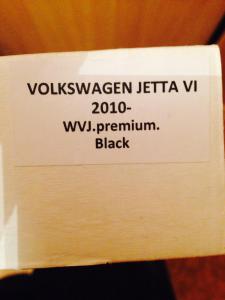 VOLKSWAGEN JETTA VI
2010-
WVJ.premium.
Black